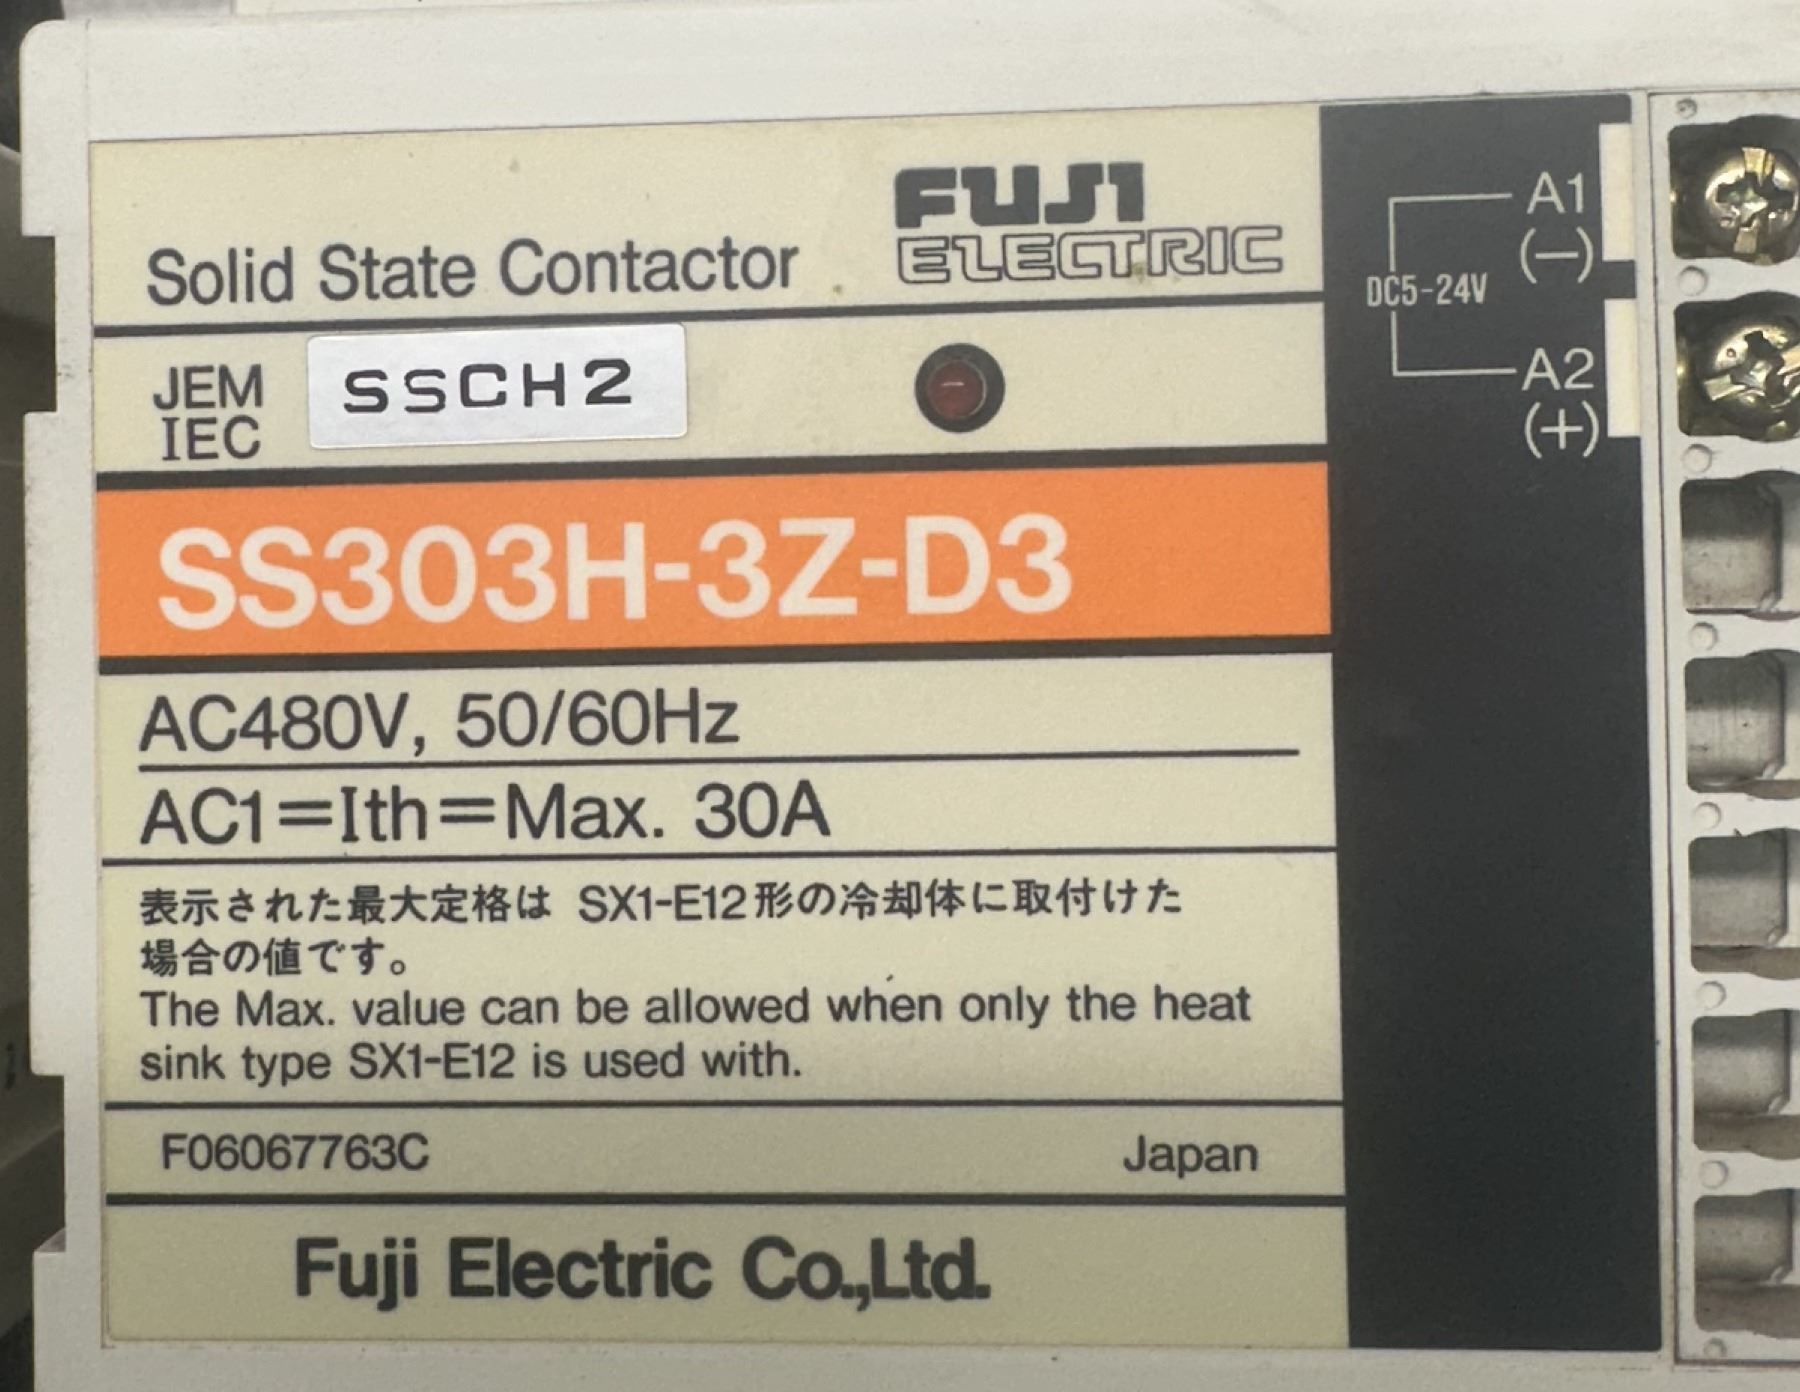 Solid State Contactor
FUJI
ELECTRIC
JEM
IEC
SSCH2
A1
(−)
DC5-24V
A2
(+)
SS303H-3Z-D3
AC480V, 50/60Hz
AC1=Ith=Max. 30A
表示された最大定格は SX1-E12形の冷却体に取付けた
場合の値です。
The Max. value can be allowed when only the heat
sink type SX1-E12 is used with.
F06067763C
Japan
Fuji Electric Co.,Ltd.